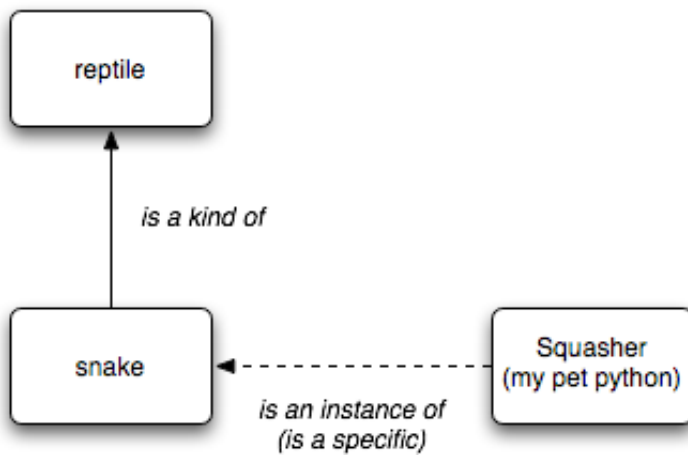 reptile
is a kind of
snake
Squasher
(my pet python)
is an instance of
(is a specific)